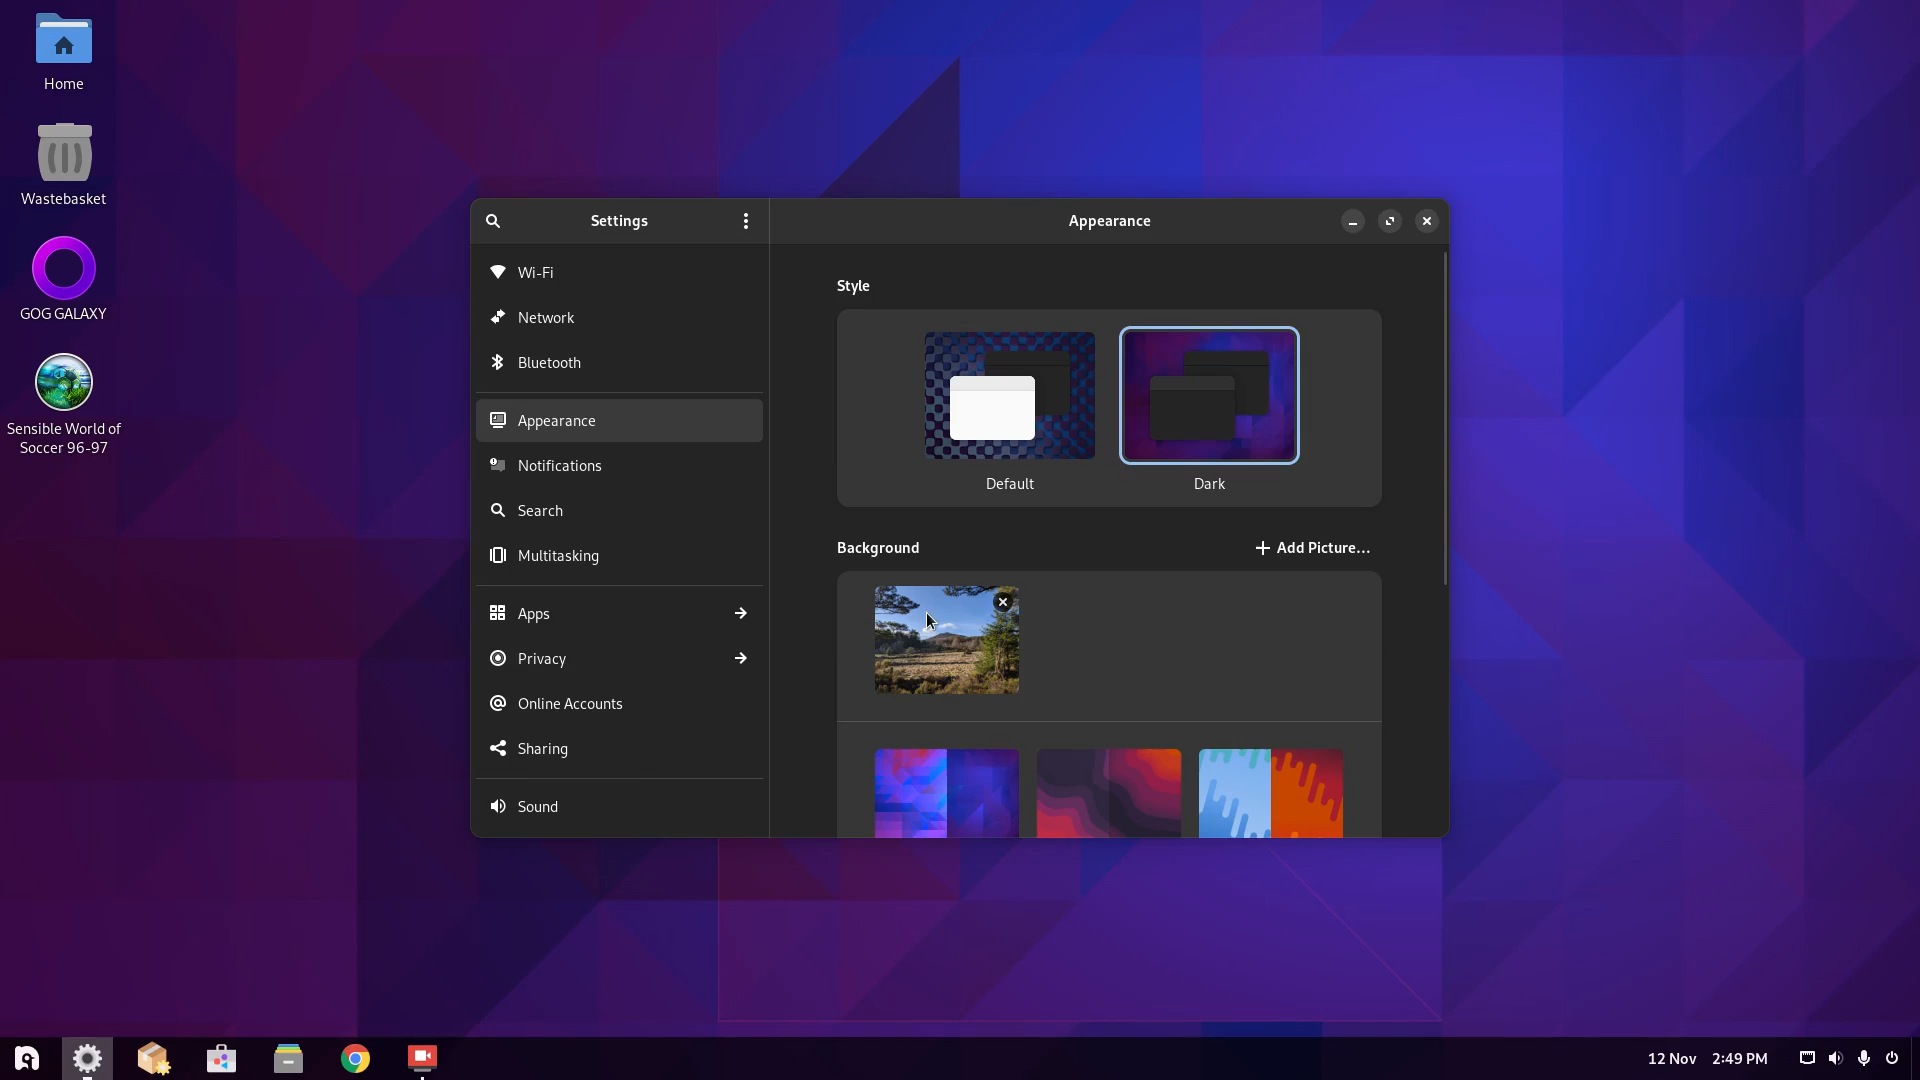 Home
Wastebasket
GOG GALAXY
Sensible World of
Soccer 96-97
Settings
Appearance
Wi-Fi
Network
Bluetooth
Appearance
Notifications
Search
Multitasking
Apps
Privacy
Online Accounts
Sharing
Sound
Style
Default
Dark
Background
Add Picture...
12 Nov 2:49 PM